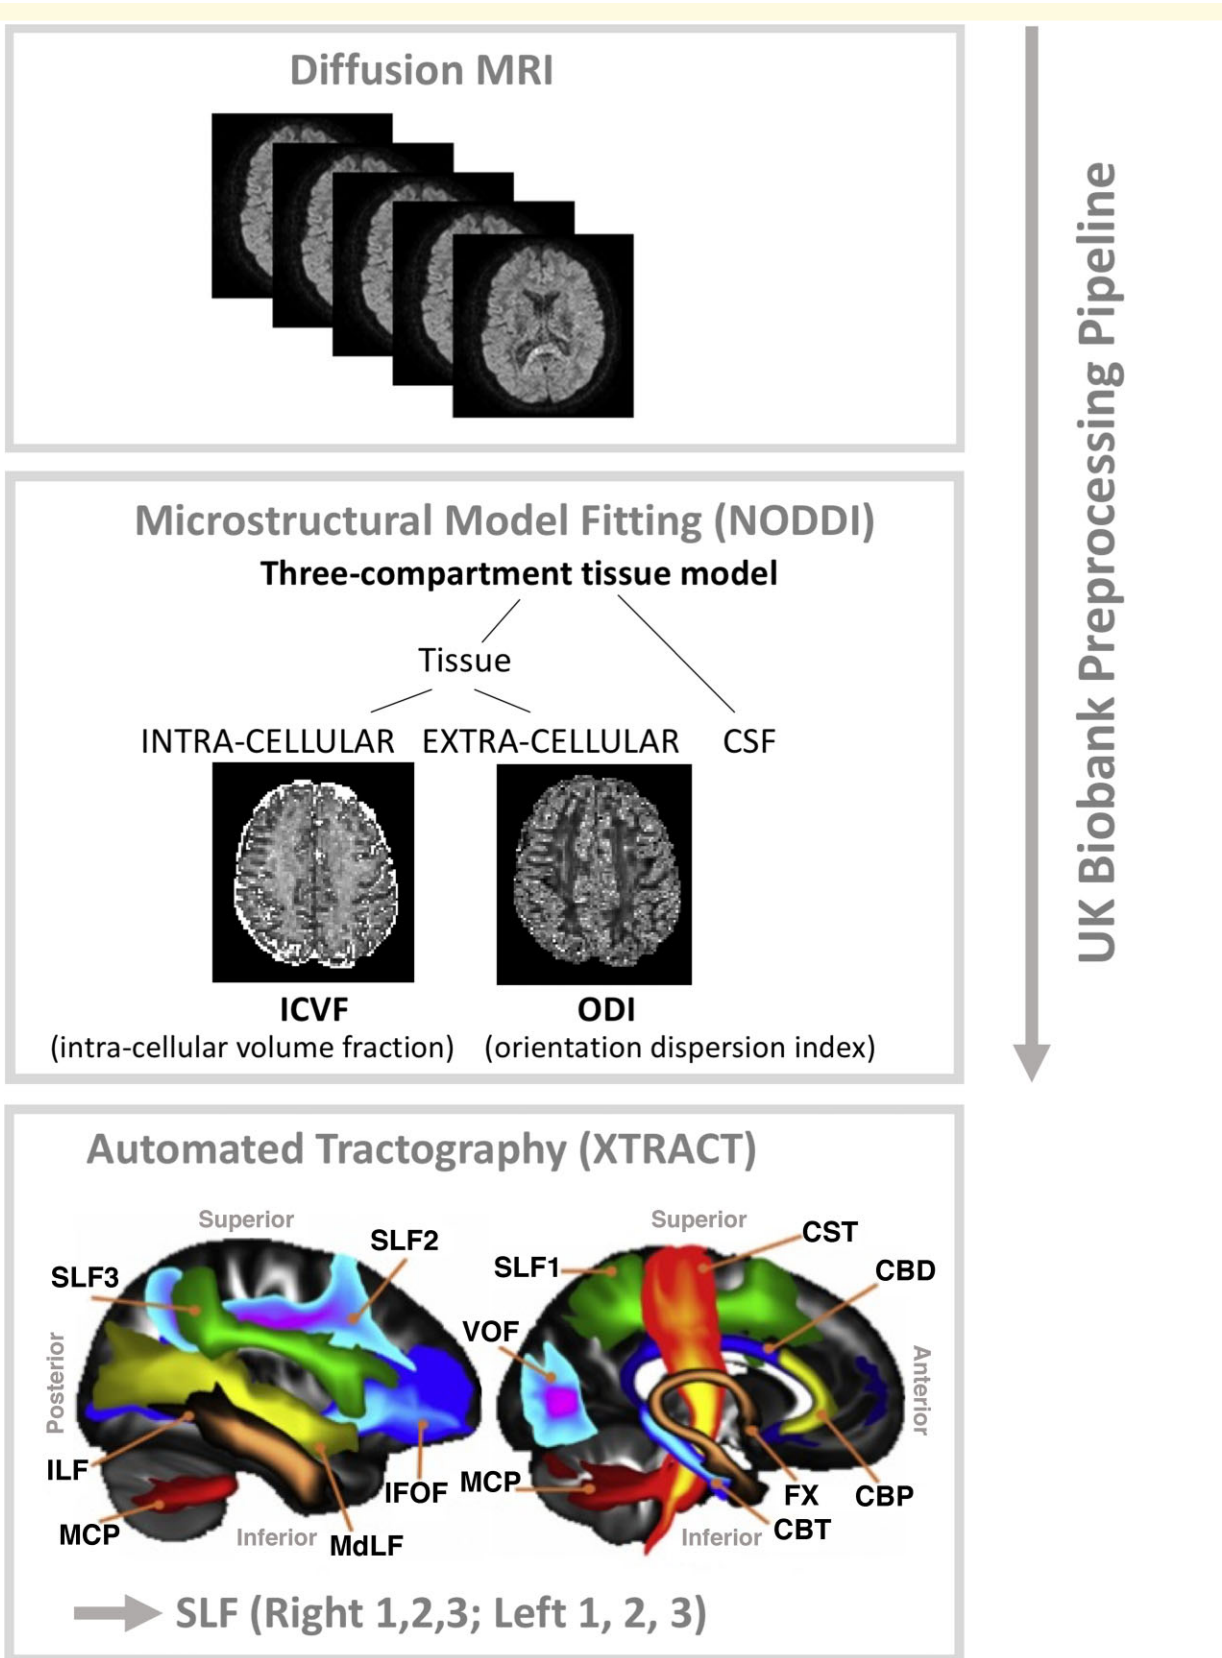 Diffusion MRI
UK Biobank Preprocessing Pipeline
Microstructural Model Fitting (NODDI)
Three-compartment tissue model
Tissue
INTRA-CELLULAR EXTRA-CELLULAR CSF
ICVF ODI
(intra-cellular volume fraction) (orientation dispersion index)
Automated Tractography (XTRACT)
Superior
SLF2
SLF3
Posterior
ILF
MCP
Inferior
MdLF
IFOF
Superior
CST
SLF1
CBD
VOF
Anterior
MCP
FX
CBP
Inferior
CBT
SLF (Right 1,2,3; Left 1, 2, 3)